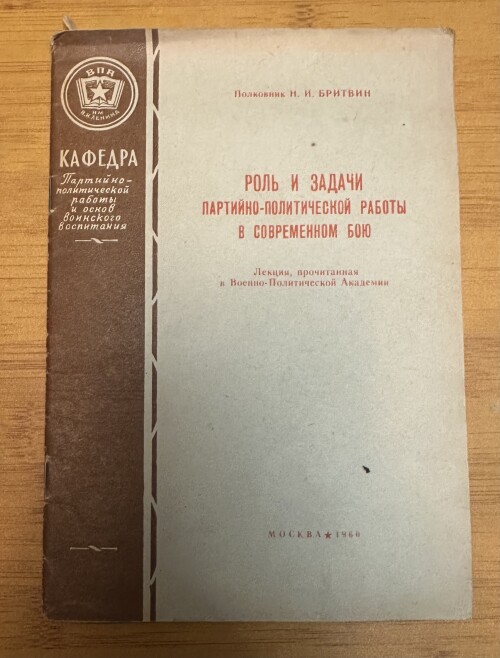 ВПА
ИМ
В.И.ЛЕНИНА
КАФЕДРА
Партийно-
политической
работы
и основ
воинского
воспитания
Полковник Н. И. БРИТВИН
РОЛЬ И ЗАДАЧИ
ПАРТИЙНО-ПОЛИТИЧЕСКОЙ РАБОТЫ
В СОВРЕМЕННОМ БОЮ
Лекция, прочитанная
в Военно-Политической Академии
МОСКВА ★ 1960